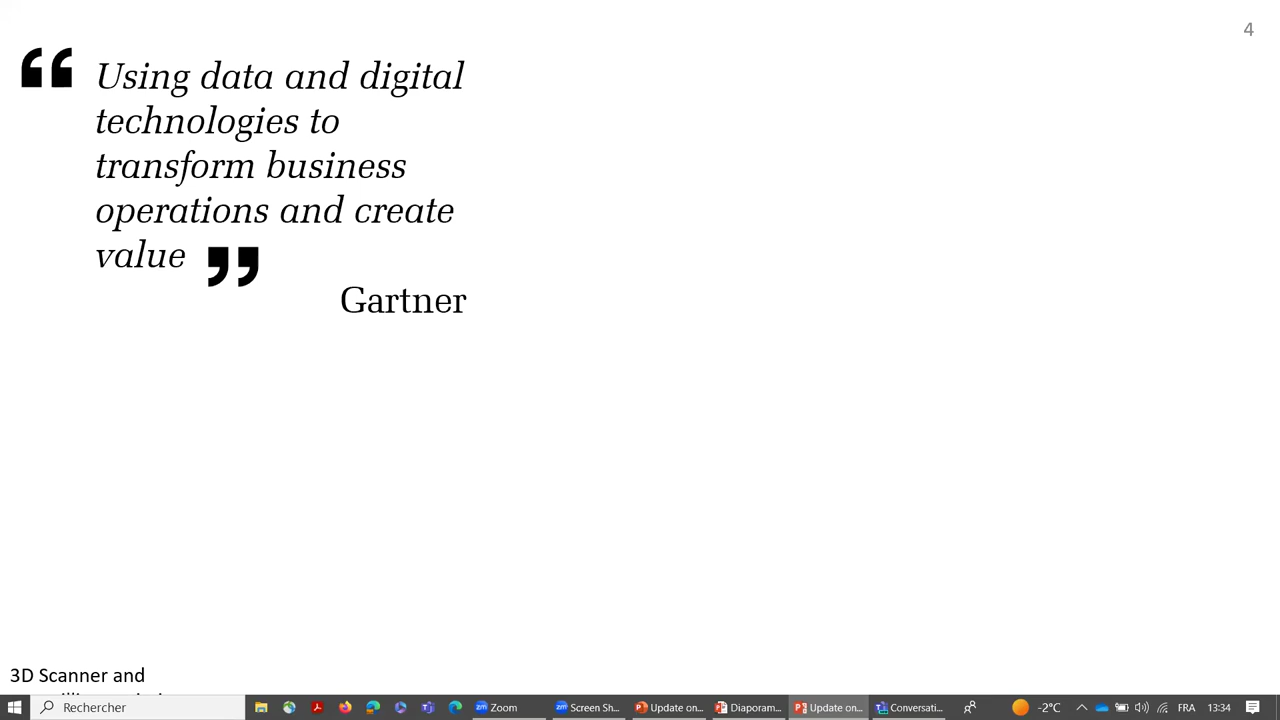 4
“ Using data and digital
technologies to
transform business
operations and create
value ”
Gartner
3D Scanner and
Rechercher
Zoom
Screen Sh...
Update on...
Diaporam...
Update on...
Conversati...
-2°C
FRA
13:34